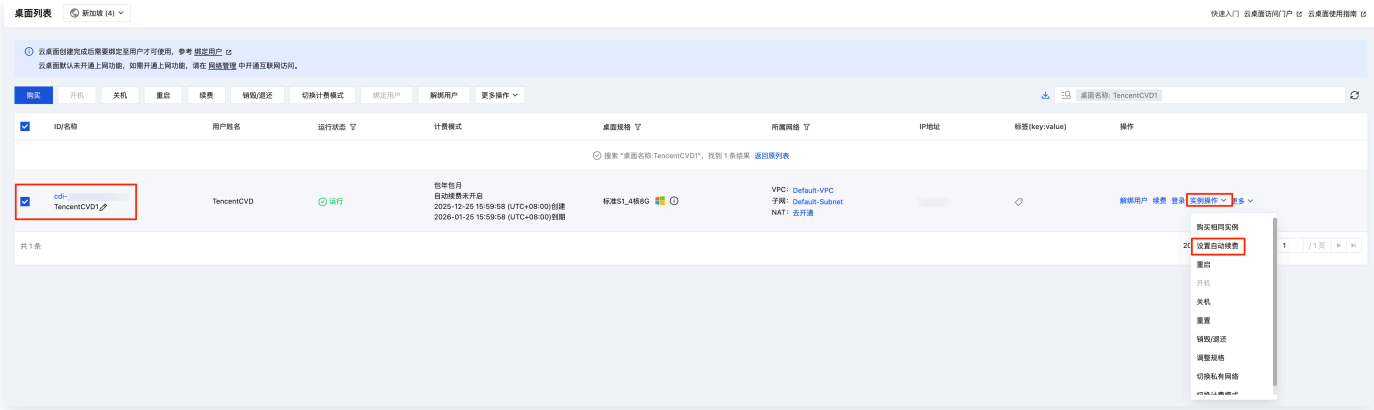 桌面列表 新加坡 (4)
快速入门 云桌面访问门户 云桌面使用指南
云桌面创建完成后需要绑定至用户才可使用，参考 绑定用户
云桌面默认未开通上网功能，如需开通上网功能，请在 网络管理 中开通互联网访问。
购买 开机 关机 重启 续费 销毁/退还 切换计费模式 绑定用户 解绑用户 更多操作
桌面名称: TencentCVD1
ID/名称 用户姓名 运行状态 计费模式 桌面规格 所属网络 IP地址 标签(key:value) 操作
搜索 "桌面名称:TencentCVD1"，找到 1 条结果 返回原列表
cdi-
TencentCVD1
TencentCVD
运行
包年包月
自动续费未开启
2025-12-25 15:59:58 (UTC+08:00)创建
2026-01-25 15:59:58 (UTC+08:00)到期
标准S1_4核8G
VPC: Default-VPC
子网: Default-Subnet
NAT: 去开通
解绑用户 续费 登录 实例操作 更多
共 1 条
20
1 / 1 页
购买相同实例
设置自动续费
重启
开机
关机
重置
销毁/退还
调整规格
切换私有网络
切换计费模式